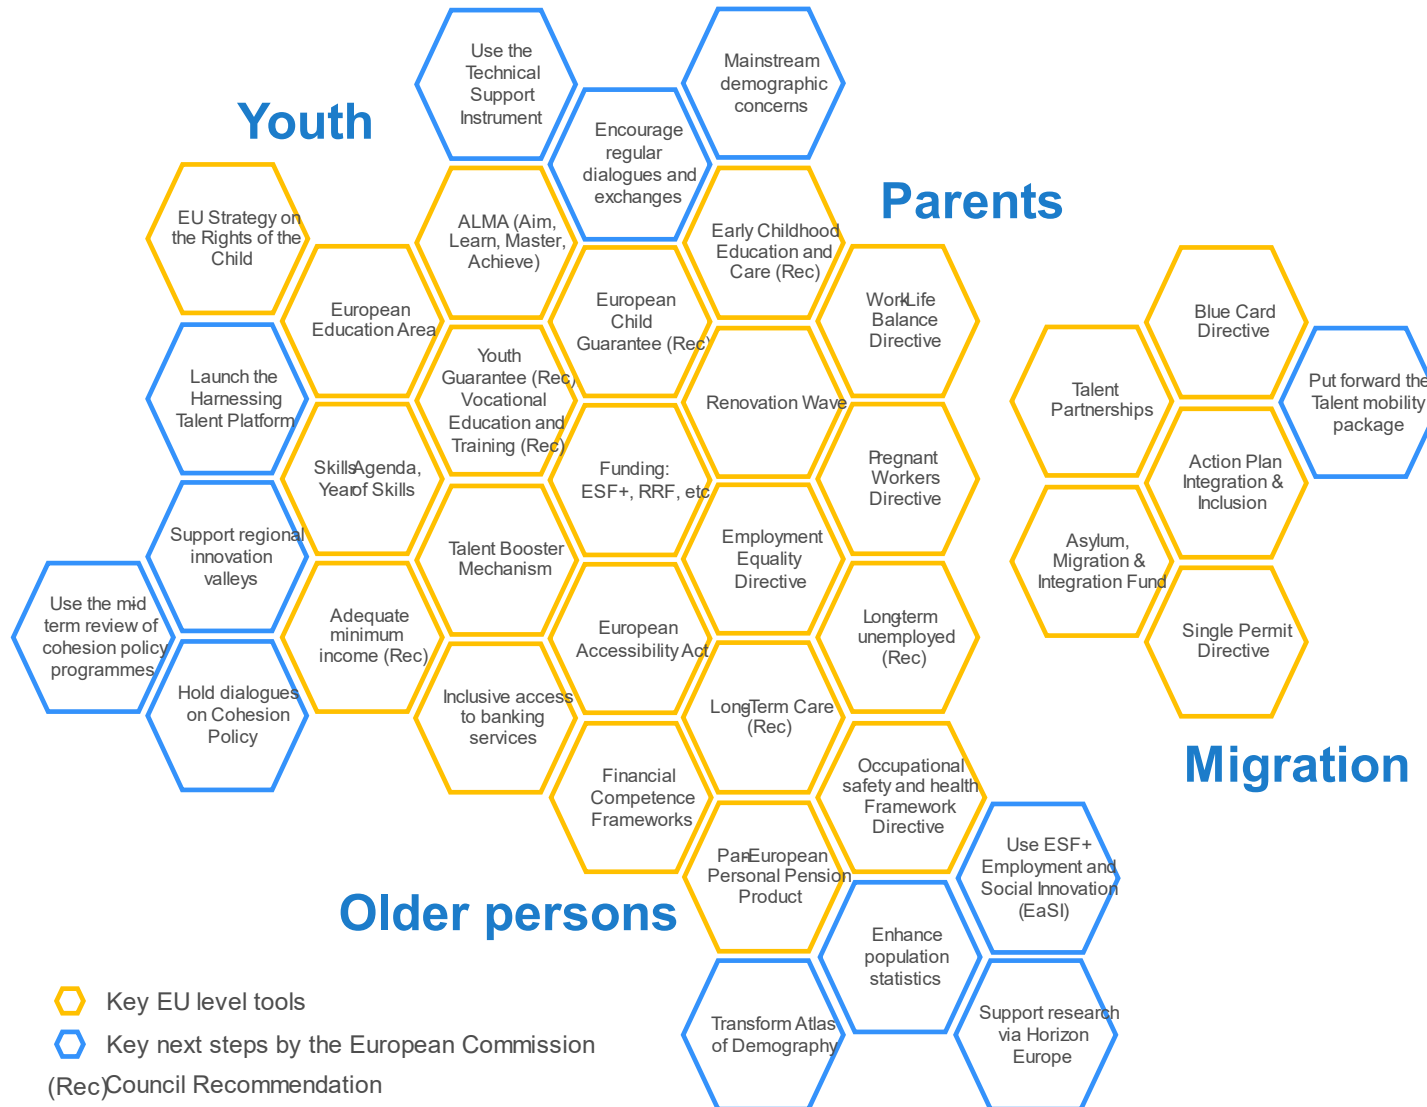 Use the
Technical
Support
Instrument
Mainstream
demographic
concerns
Youth
Encourage
regular
dialogues and
exchanges
Parents
EU Strategy on
the Rights of the
Child
ALMA (Aim,
Learn, Master,
Achieve)
Early Childhood
Education and
Care (Rec)
European
Education Area
European
Child
Guarantee (Rec)
Work-Life
Balance
Directive
Blue Card
Directive
Launch the
Harnessing
Talent Platform
Youth
Guarantee (Rec)
Vocational
Education and
Training (Rec)
Renovation Wave
Talent
Partnerships
Put forward the
Talent mobility
package
Skills Agenda,
Year of Skills
Funding:
ESF+, RRF, etc
Pregnant
Workers
Directive
Action Plan
Integration &
Inclusion
Support regional
innovation
valleys
Talent Booster
Mechanism
Employment
Equality
Directive
Asylum,
Migration &
Integration Fund
Use the mid-
term review of
cohesion policy
programmes
Adequate
minimum
income (Rec)
European
Accessibility Act
Long-term
unemployed
(Rec)
Single Permit
Directive
Hold dialogues
on Cohesion
Policy
Inclusive access
to banking
services
Long-Term Care
(Rec)
Migration
Financial
Competence
Frameworks
Occupational
safety and health
Framework
Directive
Older persons
Pan-European
Personal Pension
Product
Use ESF+
Employment and
Social Innovation
(EaSI)
Enhance
population
statistics
Transform Atlas
of Demography
Support research
via Horizon
Europe
Key EU level tools
Key next steps by the European Commission
(Rec) Council Recommendation